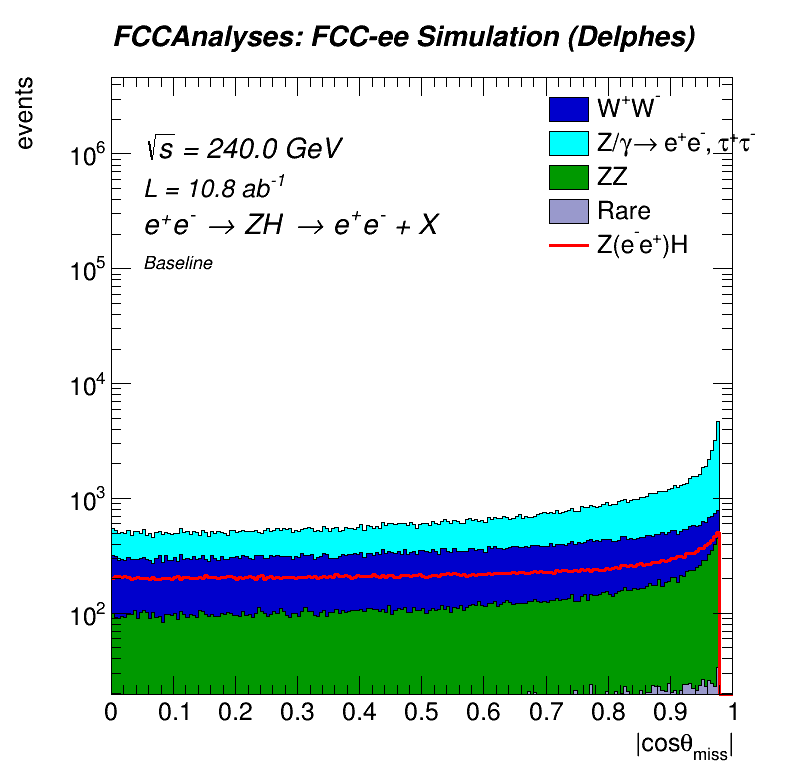 FCCAnalyses: FCC-ee Simulation (Delphes)
events
√s = 240.0 GeV
L = 10.8 ab⁻¹
e⁺e⁻ → ZH → e⁺e⁻ + X
Baseline
W⁺W⁻
Z/γ→ e⁺e⁻, τ⁺τ⁻
ZZ
Rare
Z(e⁻e⁺)H
10⁶
10⁵
10⁴
10³
10²
0 0.1 0.2 0.3 0.4 0.5 0.6 0.7 0.8 0.9 1
|cosθ_miss|